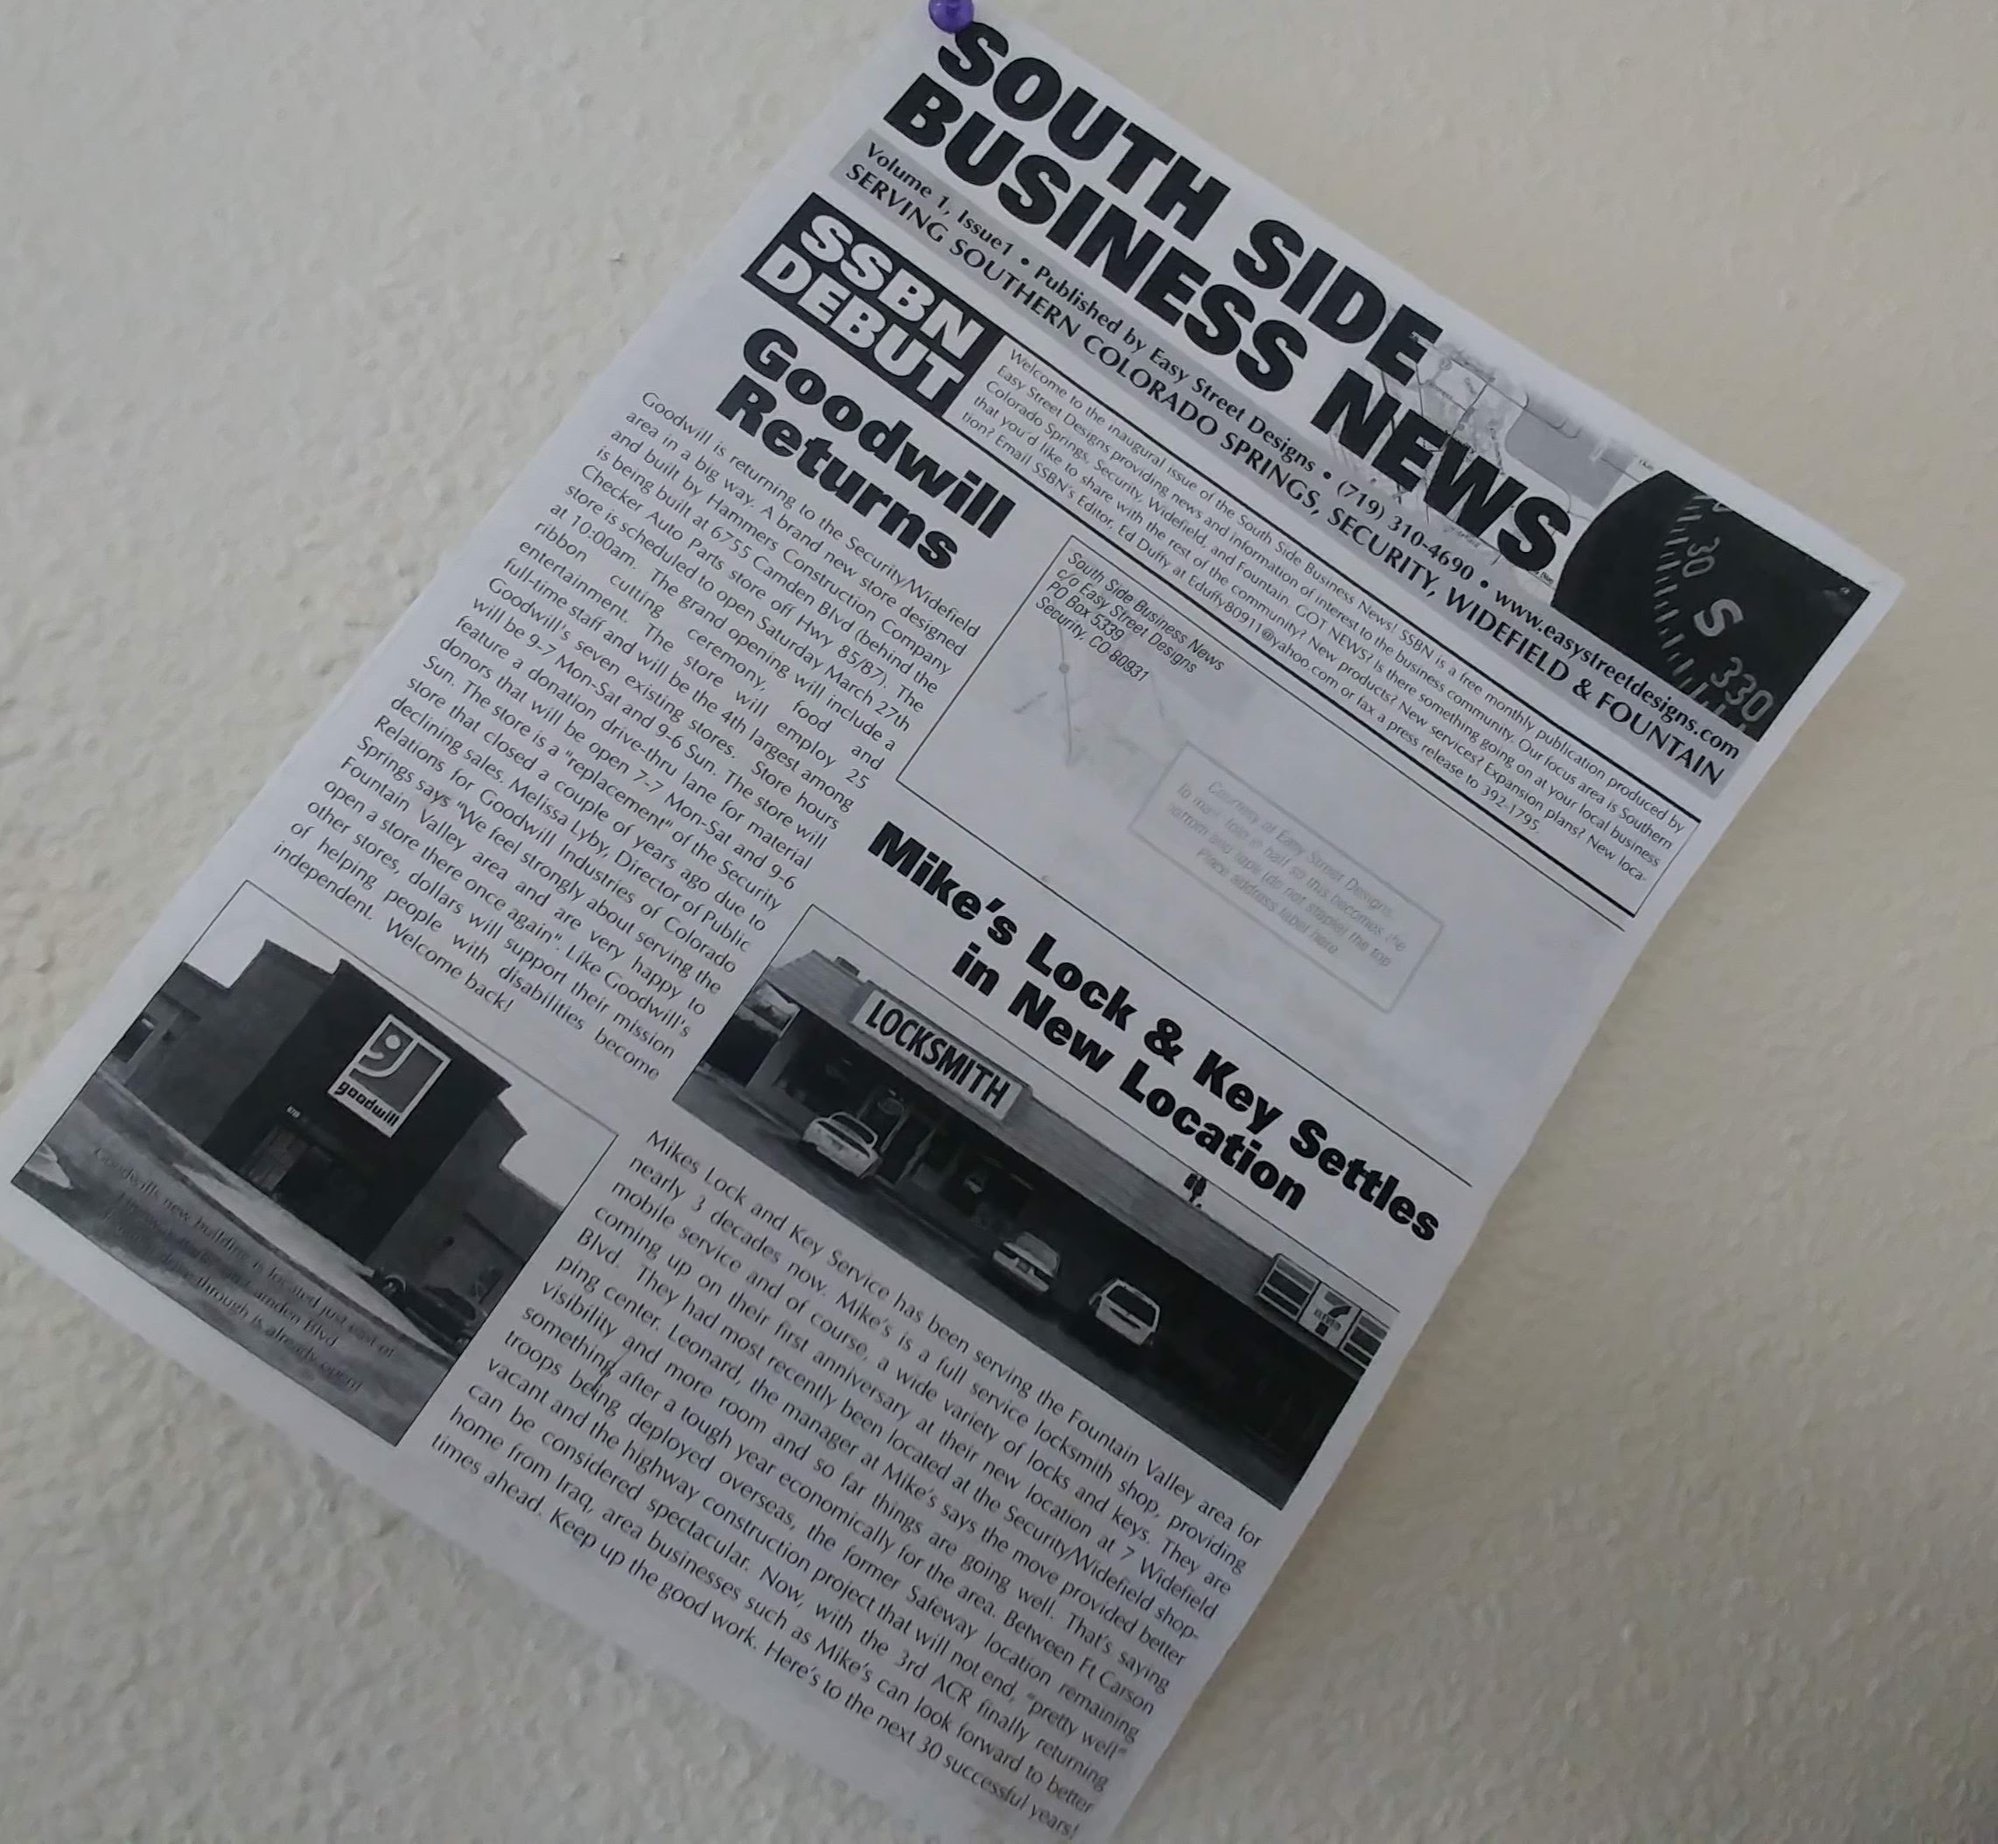 SOUTH SIDE
BUSINESS NEWS
30
S
330
Volume 1, Issue1 • Published by Easy Street Designs • (719) 310-4690 • www.easystreetdesigns.com
SERVING SOUTHERN COLORADO SPRINGS, SECURITY, WIDEFIELD & FOUNTAIN
SSBN
DEBUT
Welcome to the inaugural issue of the South Side Business News! SSBN is a free monthly publication produced by
Easy Street Designs providing news and information of interest to the business community. Our focus area is Southern
Colorado Springs, Security, Widefield, and Fountain. GOT NEWS? Is there something going on at your local business
that you'd like to share with the rest of the community? New products? New services? Expansion plans? New loca-
tion? Email SSBN's Editor, Ed Duffy at Eduffy80911@yahoo.com or fax a press release to 392-1795.
Goodwill
Returns
Goodwill is returning to the Security/Widefield
area in a big way. A brand new store designed
and built by Hammers Construction Company
is being built at 6755 Camden Blvd (behind the
Checker Auto Parts store off Hwy 85/87). The
store is scheduled to open Saturday March 27th
at 10:00am. The grand opening will include a
ribbon cutting ceremony, food and
entertainment. The store will employ 25
full-time staff and will be the 4th largest among
Goodwill's seven existing stores. Store hours
will be 9-7 Mon-Sat and 9-6 Sun. The store will
feature a donation drive-thru lane for material
donors that will be open 7-7 Mon-Sat and 9-6
Sun. The store is a "replacement" of the Security
store that closed a couple of years ago due to
declining sales. Melissa Lyby, Director of Public
Relations for Goodwill Industries of Colorado
Springs says "We feel strongly about serving the
Fountain Valley area and are very happy to
open a store there once again". Like Goodwill's
other stores, dollars will support their mission
of helping people with disabilities become
independent. Welcome back!
goodwill
Goodwills new building is located just east of
Camden Blvd
drive through is already open!
South Side Business News
c/o Easy Street Designs
PO Box 5339
Security, CO 80931
Courtesy of Easy Street Designs.
To mail: fold in half so this becomes the
bottom and tape (do not staple) the top
Place address label here.
Mike's Lock & Key Settles
in New Location
LOCKSMITH
7
Mikes Lock and Key Service has been serving the Fountain Valley area for
nearly 3 decades now. Mike's is a full service locksmith shop, providing
mobile service and of course, a wide variety of locks and keys. They are
coming up on their first anniversary at their new location at 7 Widefield
Blvd. They had most recently been located at the Security/Widefield shop-
ping center. Leonard, the manager at Mike's says the move provided better
visibility and more room and so far things are going well. That's saying
something after a tough year economically for the area. Between Ft Carson
troops being deployed overseas, the former Safeway location remaining
vacant and the highway construction project that will not end, "pretty well"
can be considered spectacular. Now, with the 3rd ACR finally returning
home from Iraq, area businesses such as Mike's can look forward to better
times ahead. Keep up the good work. Here's to the next 30 successful years!